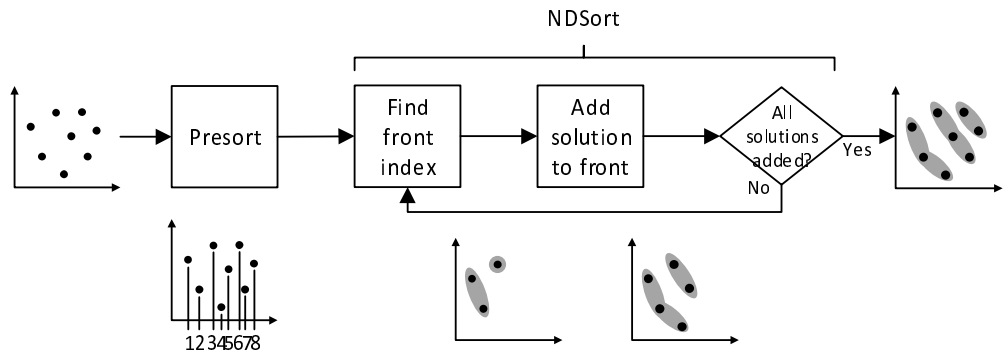 NDSort
Presort
Find
front
index
Add
solution
to front
All
solutions
added?
Yes
No
12345678